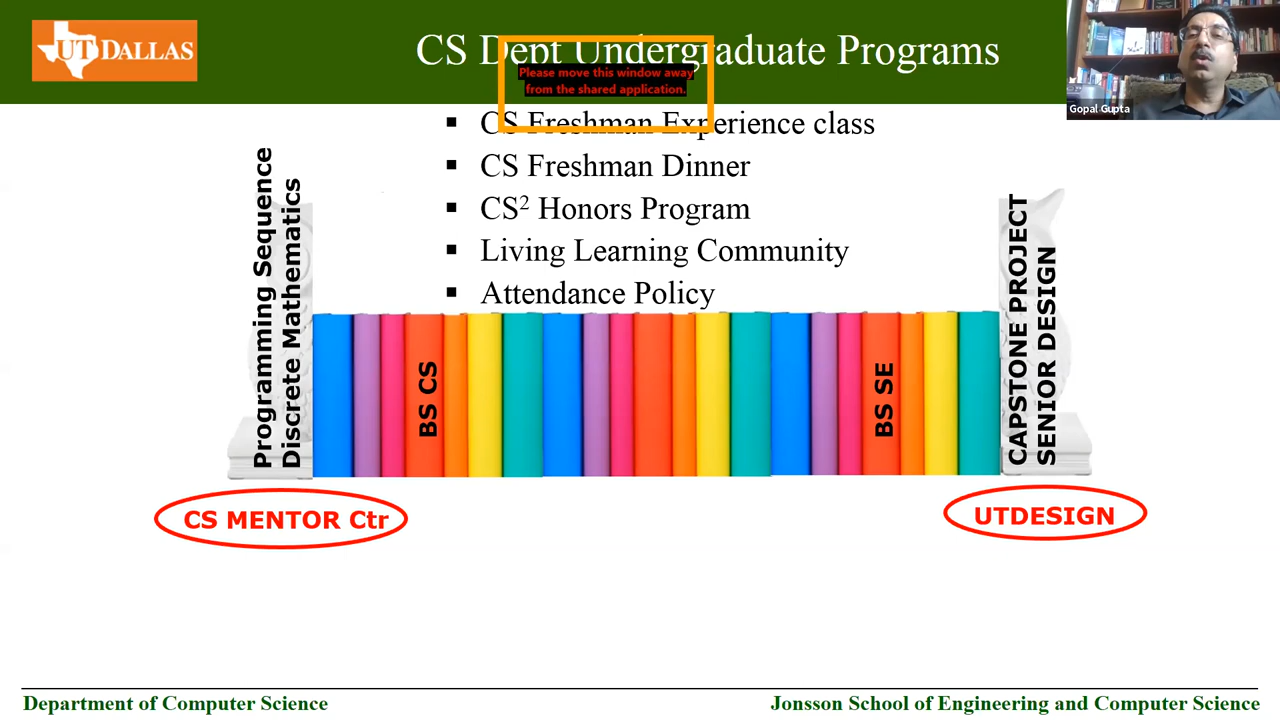 UT DALLAS
CS Dept Undergraduate Programs
Please move this window away
from the shared application.
Gopal Gupta
▪ CS Freshman Experience class
▪ CS Freshman Dinner
▪ CS² Honors Program
▪ Living Learning Community
▪ Attendance Policy
Programming Sequence
Discrete Mathematics
BS CS
BS SE
CAPSTONE PROJECT
SENIOR DESIGN
CS MENTOR Ctr
UTDESIGN
Department of Computer Science
Jonsson School of Engineering and Computer Science